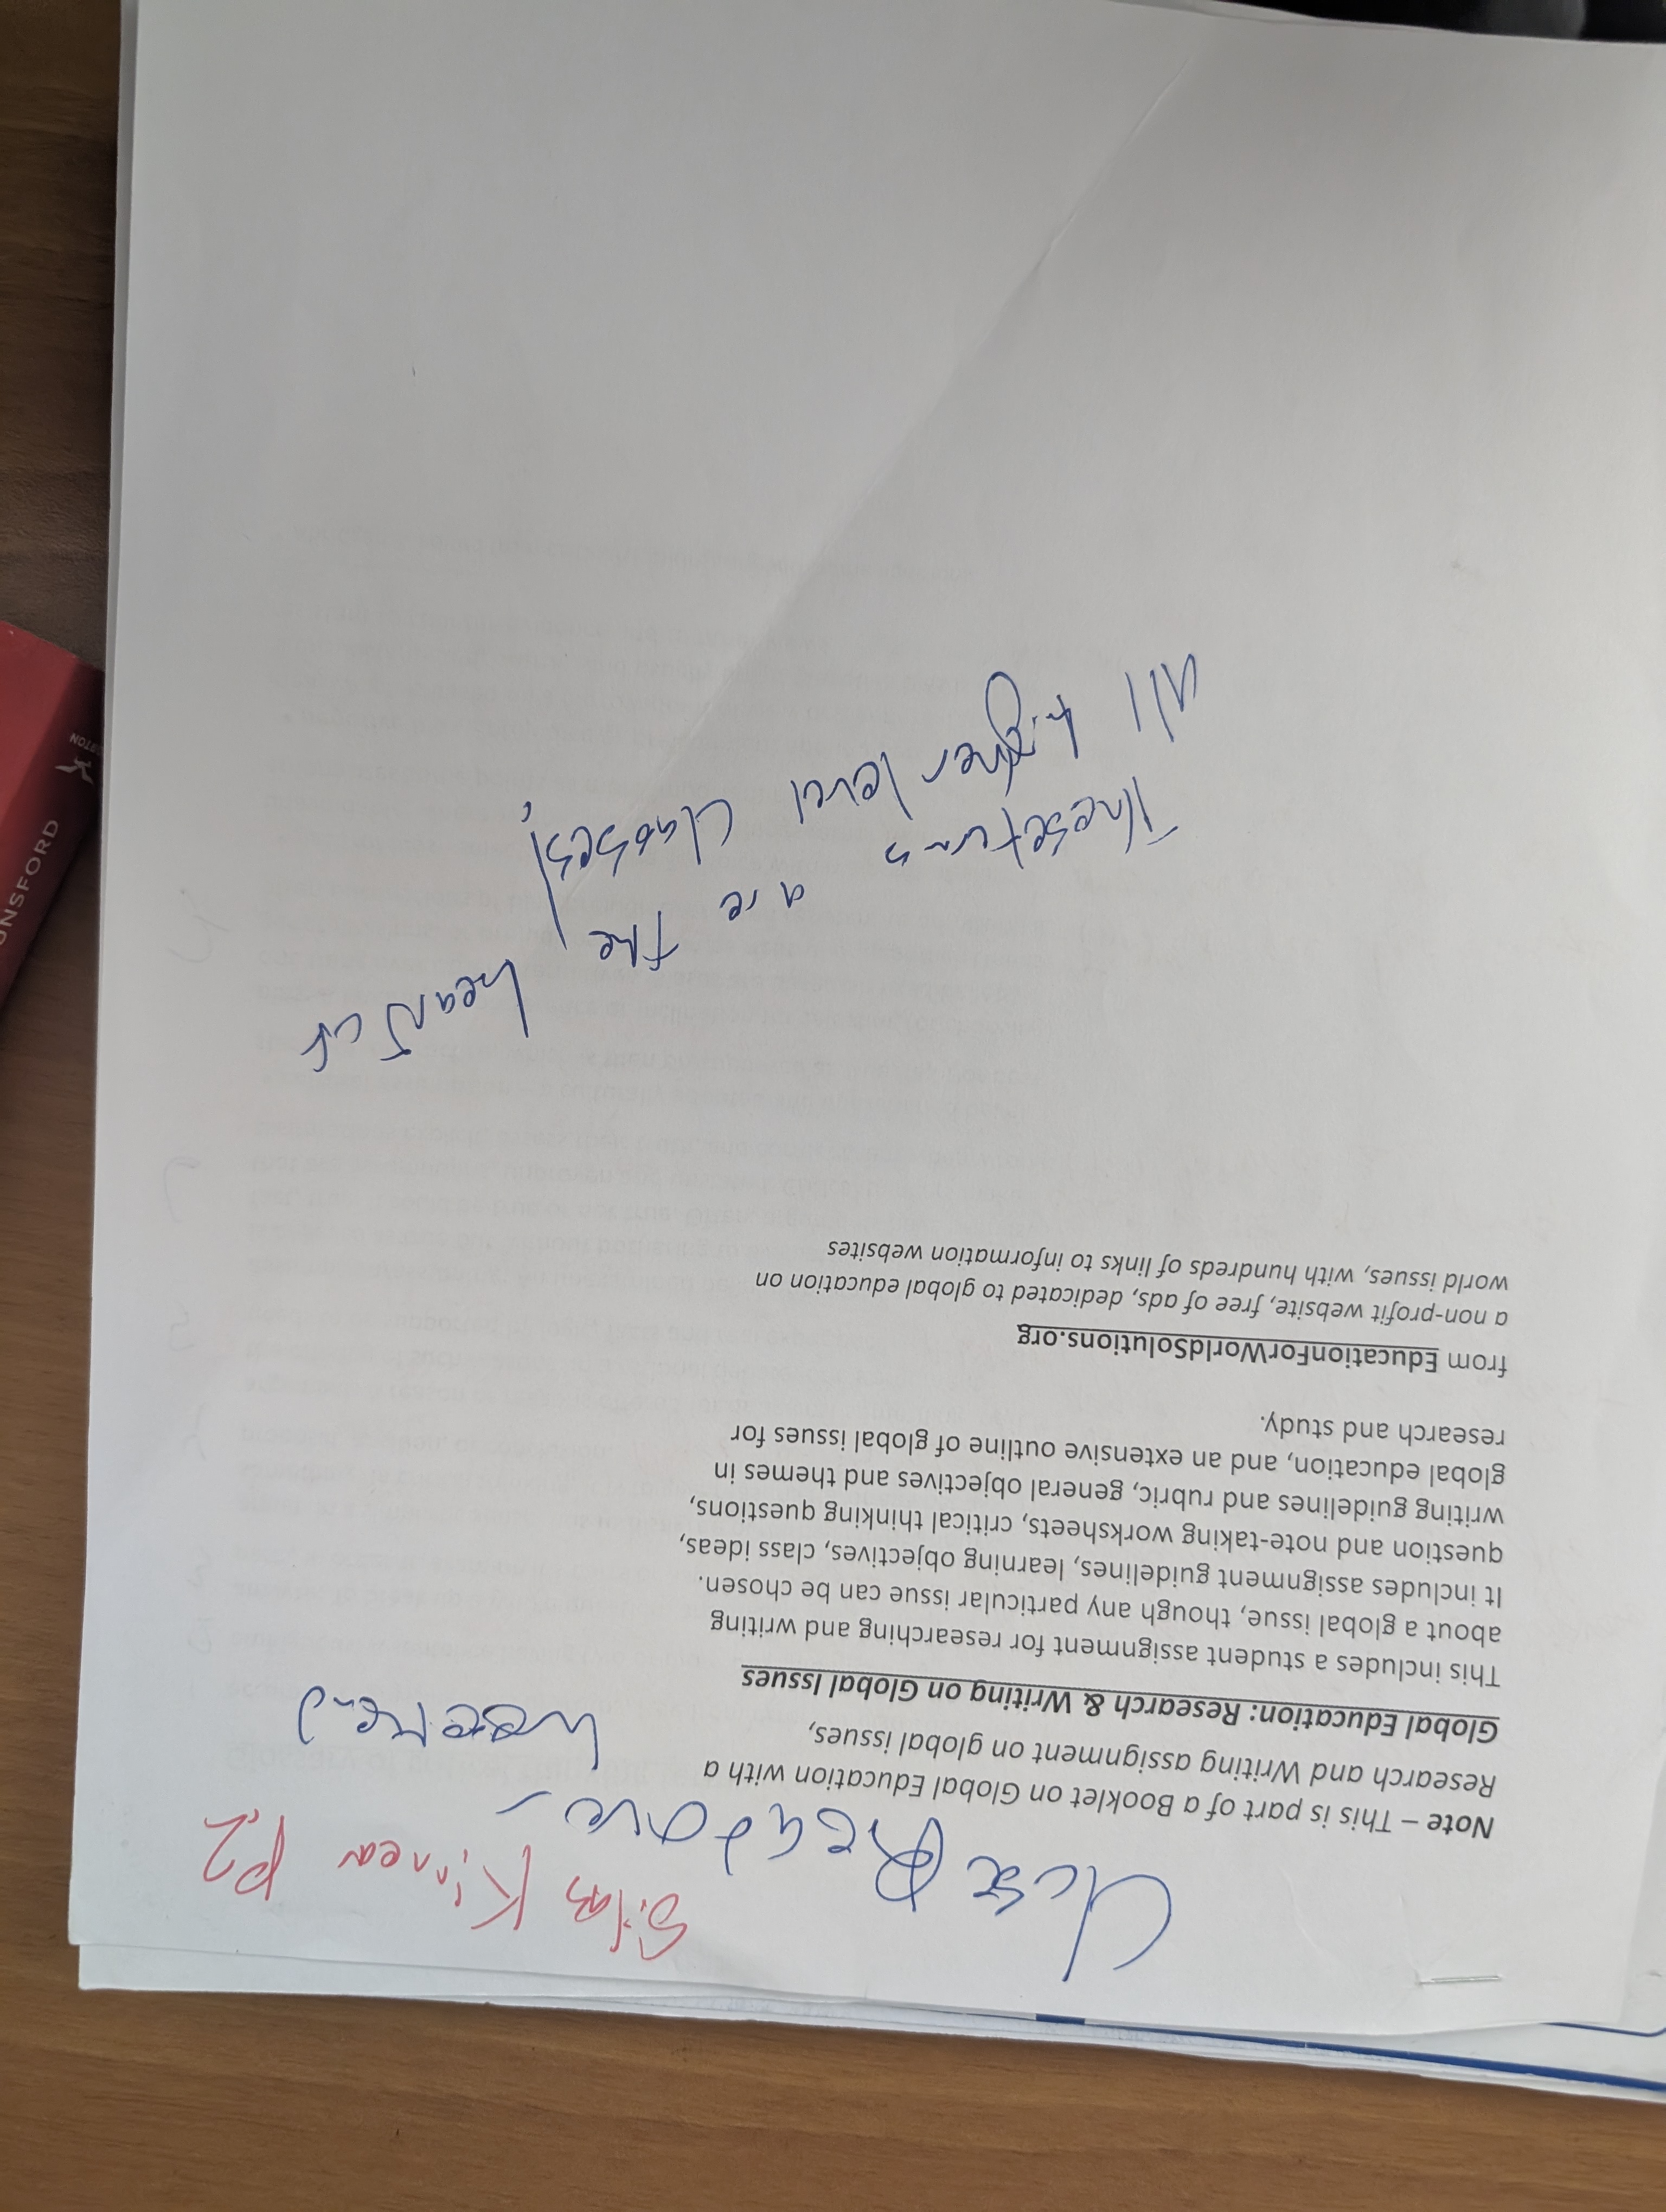 Close Read over
weekend
Silas Kinnear P.2
Note – This is part of a Booklet on Global Education with a
Research and Writing assignment on global issues,
Global Education: Research & Writing on Global Issues
This includes a student assignment for researching and writing
about a global issue, though any particular issue can be chosen.
It includes assignment guidelines, learning objectives, class ideas,
question and note-taking worksheets, critical thinking questions,
writing guidelines and rubric, general objectives and themes in
global education, and an extensive outline of global issues for
research and study.
from EducationForWorldSolutions.org
a non-profit website, free of ads, dedicated to global education on
world issues, with hundreds of links to information websites
These terms are the heart of
all higher level classes!
ONSFORD